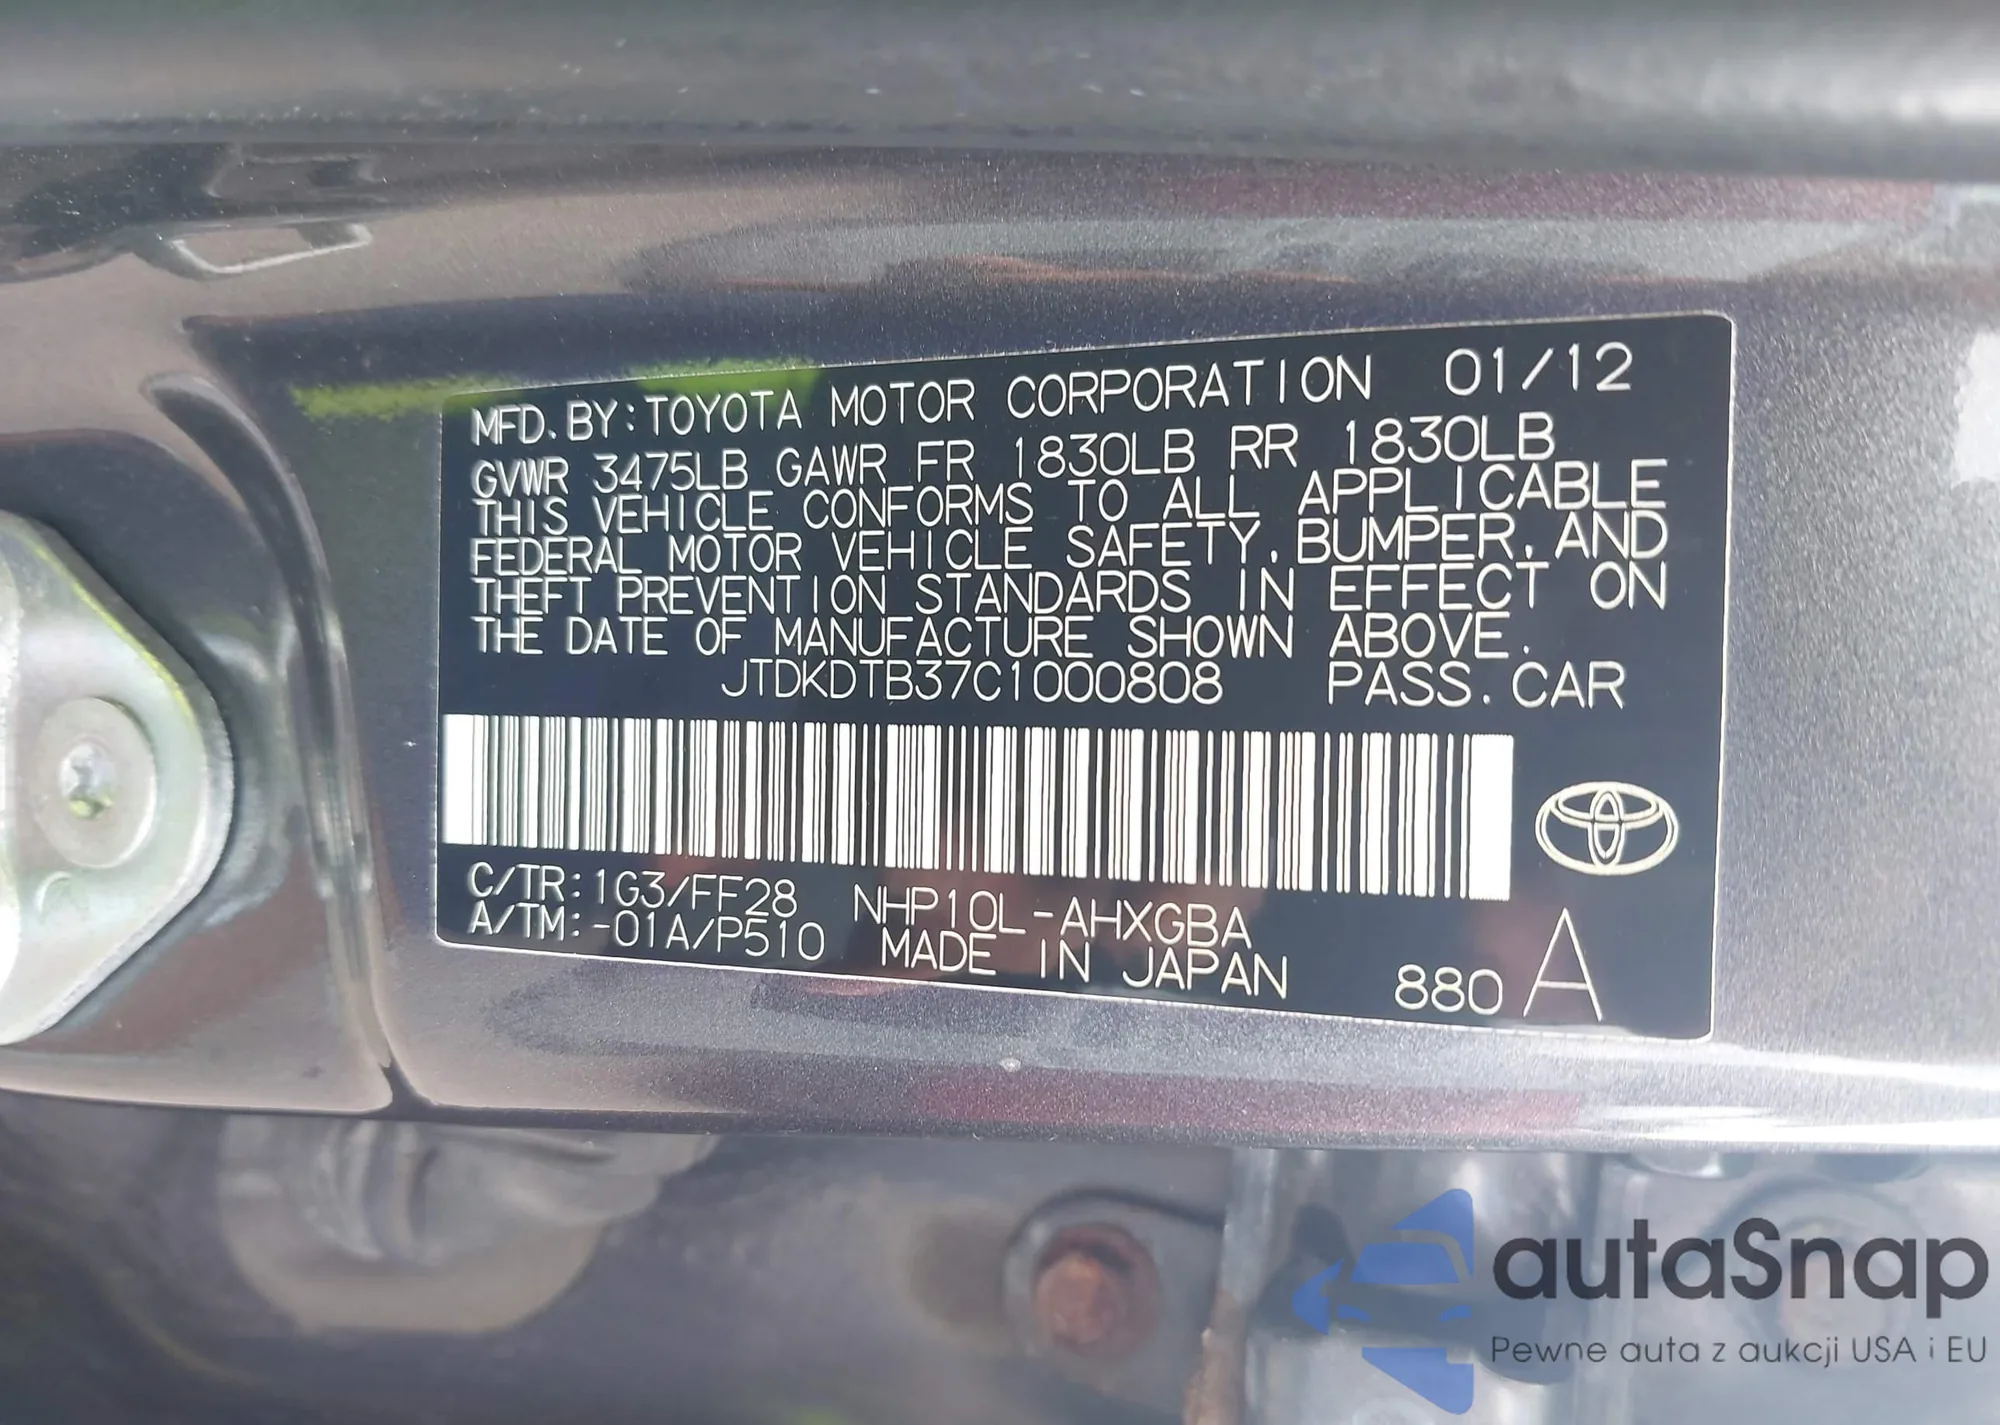 MFD. BY: TOYOTA MOTOR CORPORATION 01/12
GVWR 3475LB GAWR FR 1830LB RR 1830LB
THIS VEHICLE CONFORMS TO ALL APPLICABLE
FEDERAL MOTOR VEHICLE SAFETY, BUMPER, AND
THEFT PREVENTION STANDARDS IN EFFECT ON
THE DATE OF MANUFACTURE SHOWN ABOVE.
JTDKDTB37C1000808 PASS. CAR
C/TR: 1G3/FF28 NHP10L-AHXGBA
A/TM: -01A/P510 MADE IN JAPAN 880 A
autaSnap
Pewne auta z aukcji USA i EU